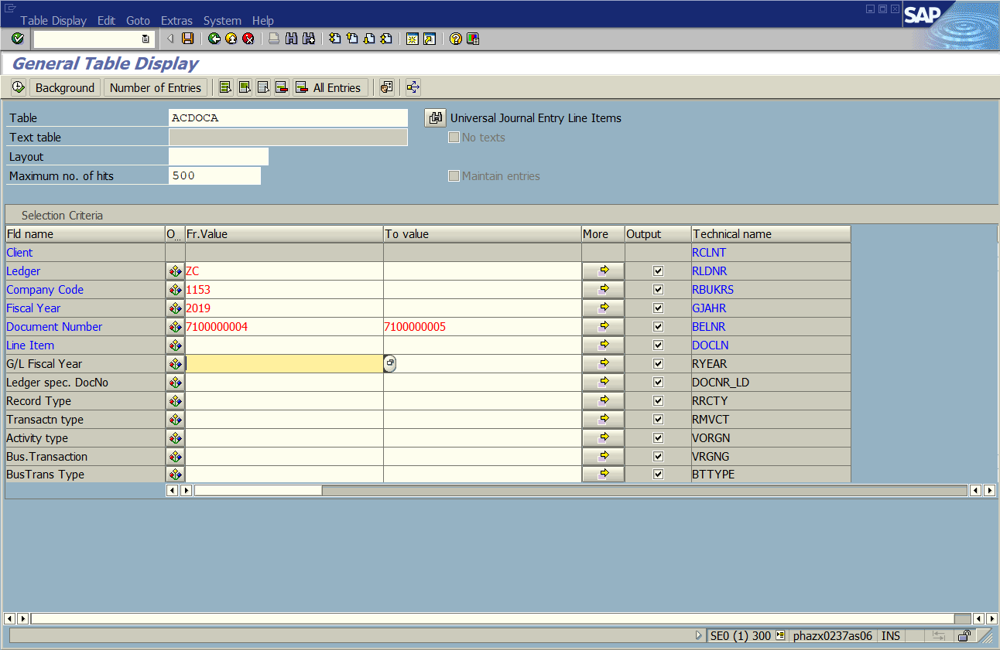 Table Display Edit Goto Extras System Help
SAP
General Table Display
Background Number of Entries All Entries
Table ACDOCA Universal Journal Entry Line Items
Text table No texts
Layout
Maximum no. of hits 500 Maintain entries
Selection Criteria
Fld name O... Fr.Value To value More Output Technical name
Client RCLNT
Ledger ZC RLDNR
Company Code 1153 RBUKRS
Fiscal Year 2019 GJAHR
Document Number 7100000004 7100000005 BELNR
Line Item DOCLN
G/L Fiscal Year RYEAR
Ledger spec. DocNo DOCNR_LD
Record Type RRCTY
Transactn type RMVCT
Activity type VORGN
Bus.Transaction VRGNG
BusTrans Type BTTYPE
SE0 (1) 300 phazx0237as06 INS